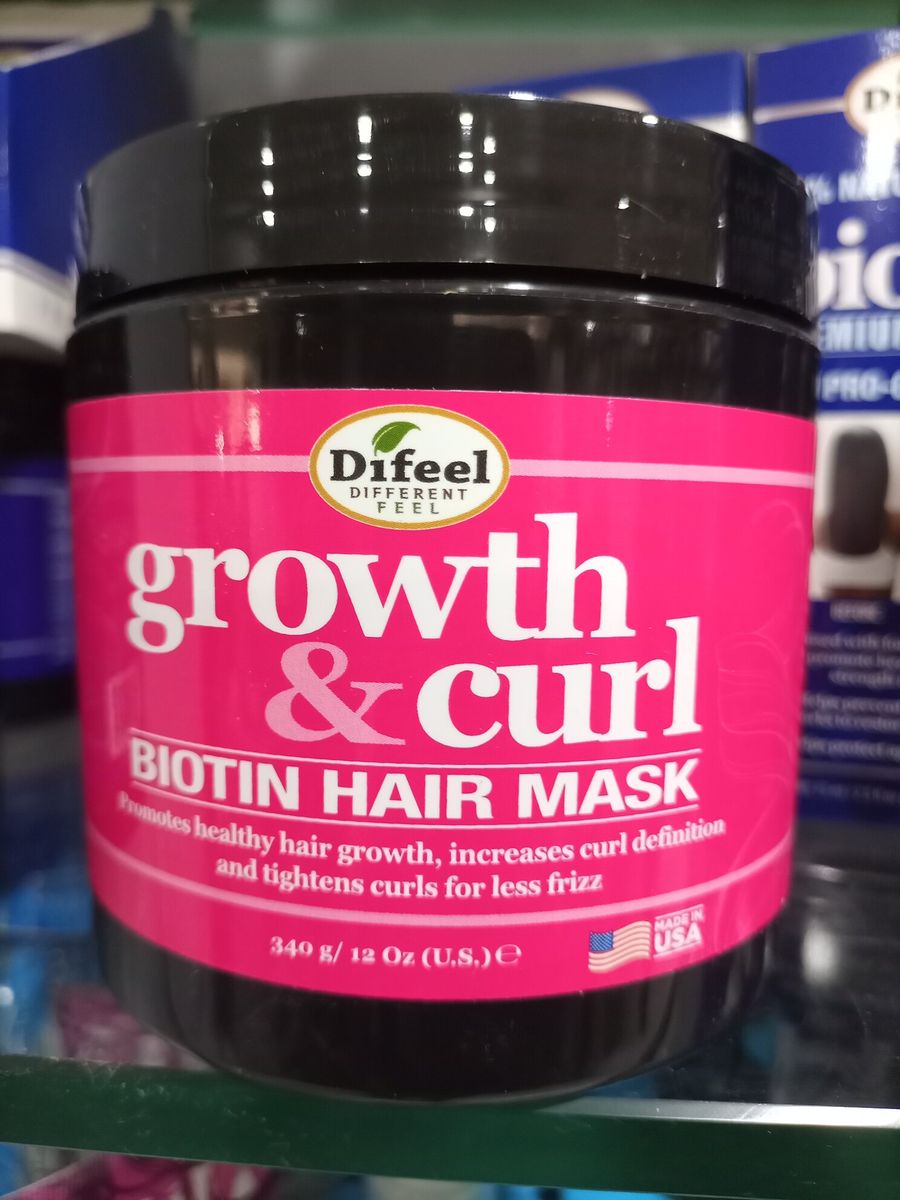 Difeel
DIFFERENT
FEEL
growth
& curl
BIOTIN HAIR MASK
Promotes healthy hair growth, increases curl definition
and tightens curls for less frizz
340 g/ 12 Oz (U.S.) ℮
MADE IN
USA